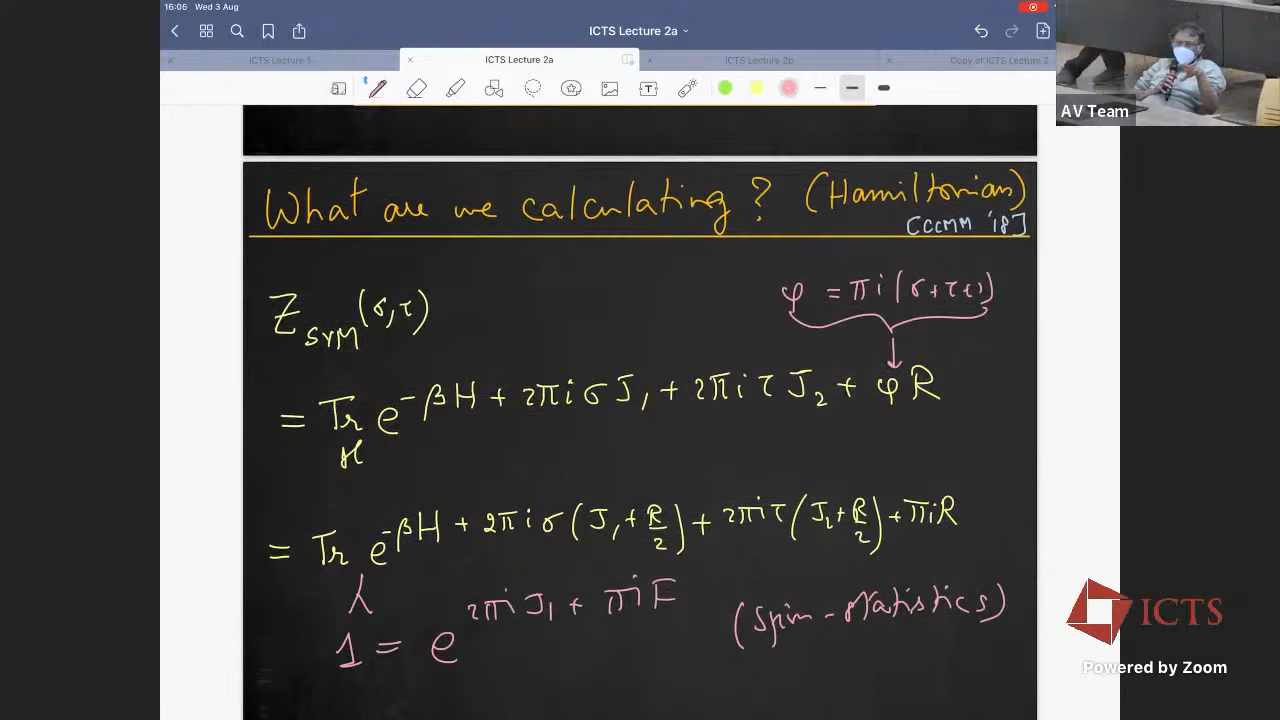 16:05 Wed 3 Aug
ICTS Lecture 2a
ICTS Lecture 1
ICTS Lecture 2a
ICTS Lecture 2b
Copy of ICTS Lecture 2
AV Team
What are we calculating? (Hamiltonian)
[CCMM '18]
Z_SYM (σ,τ)
φ = πi(σ+τ+1)
= Tr_H e^{-βH + 2πiσJ_1 + 2πiτJ_2 + φR}
= Tr e^{-βH + 2πiσ(J_1+R/2) + 2πiτ(J_2+R/2) + πiR}
1 = e^{2πiJ_1 + πiF} (Spin-statistics)
ICTS
Powered by Zoom